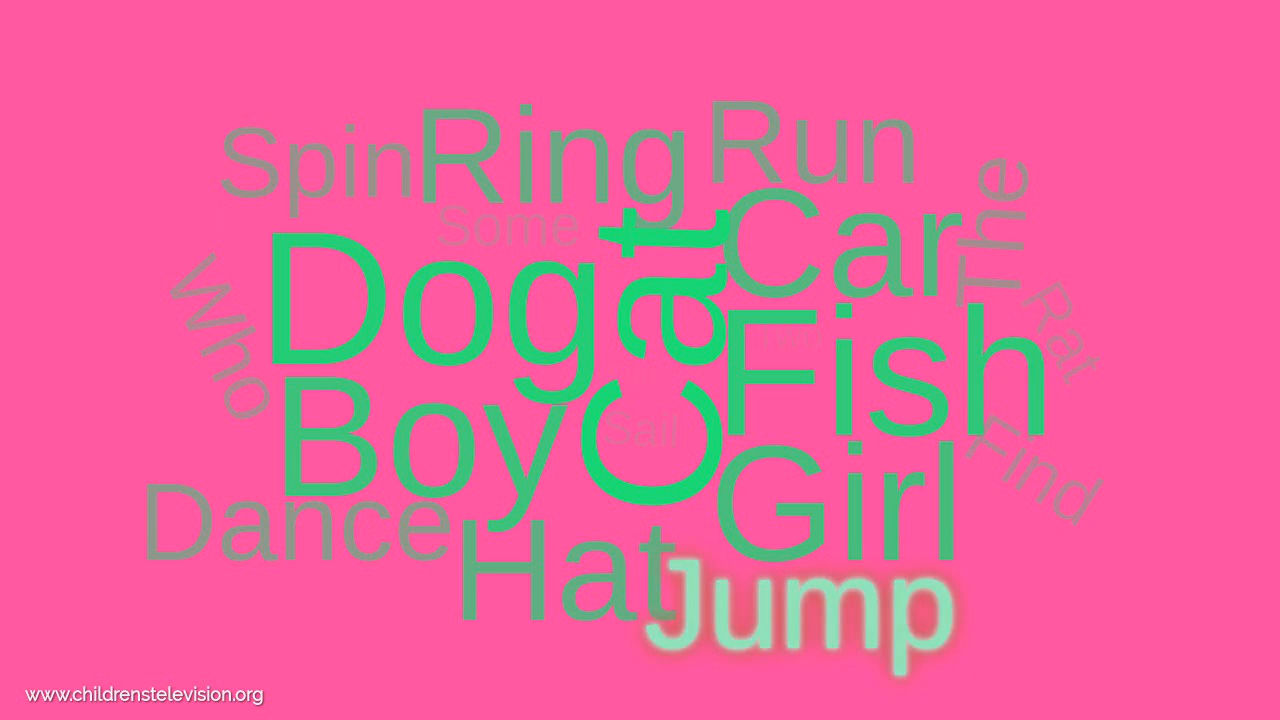 Spin
Ring
Run
The
Some
Car
Dog
Cat
Who
Rat
Fish
Boy
Sail
Girl
Find
Dance
Hat
Jump
www.childrenstelevision.org